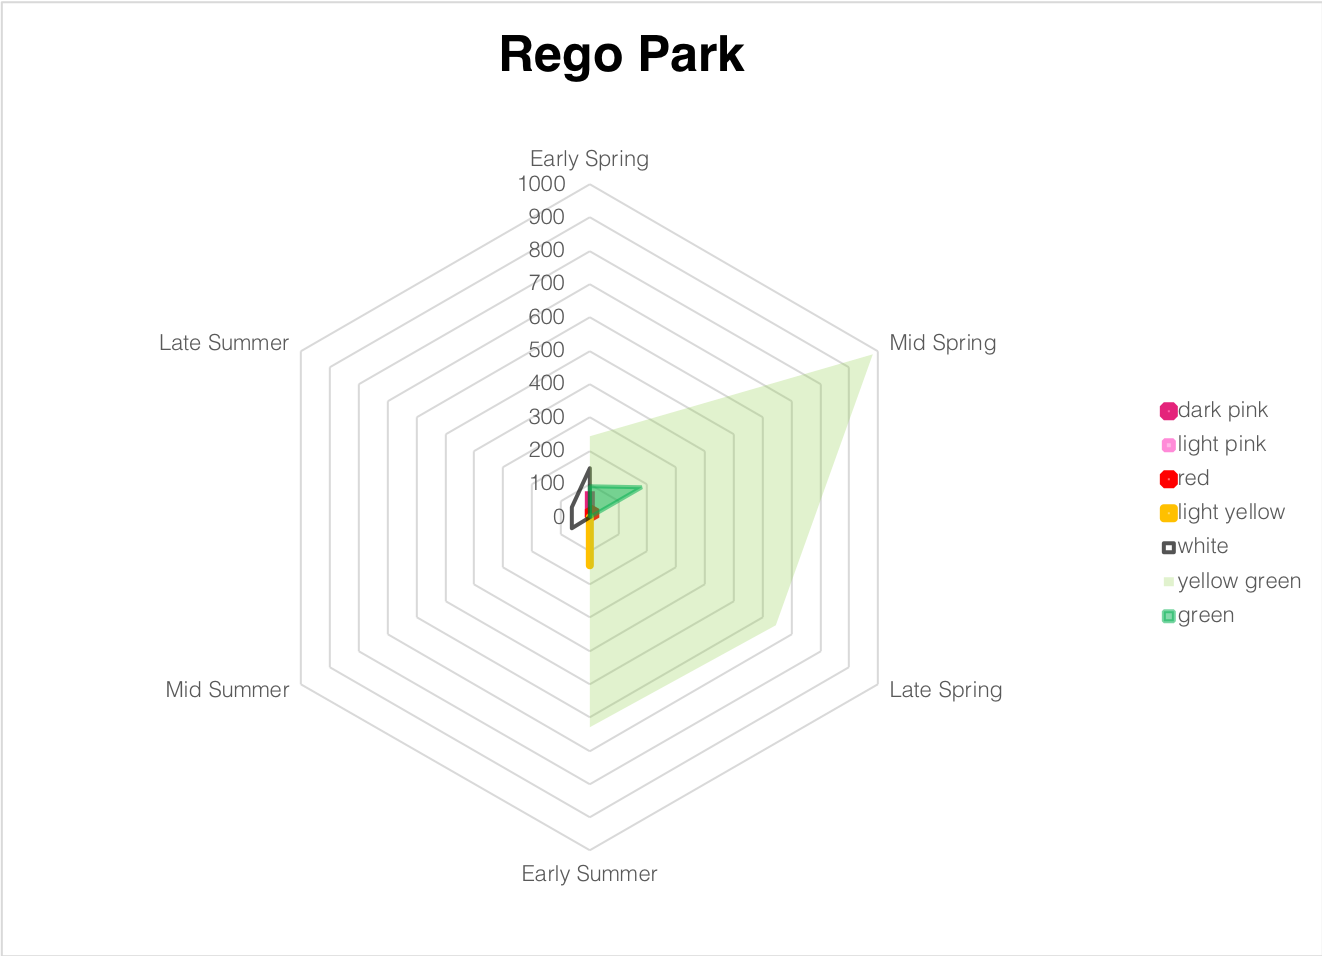 Rego Park
Early Spring
1000
900
800
700
600
500
400
300
200
100
0
Late Summer
Mid Spring
Mid Summer
Late Spring
Early Summer
dark pink
light pink
red
light yellow
white
yellow green
green